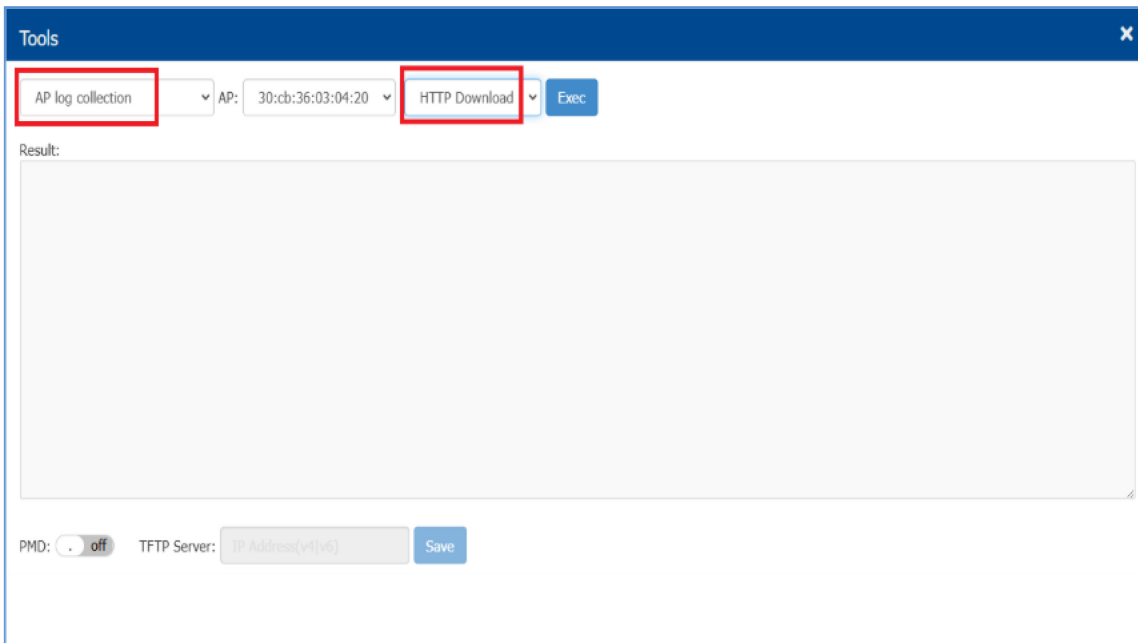 Tools ×
AP log collection AP: 30:cb:36:03:04:20 HTTP Download Exec
Result:
PMD: . off TFTP Server: IP Address(v4(v6) Save